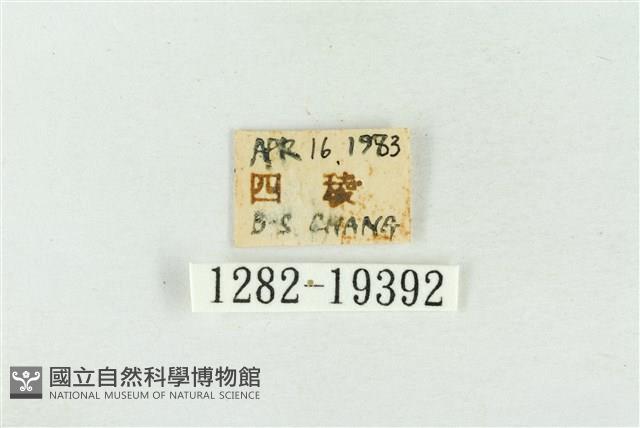 APR 16, 1983
四稜
B-S CHANG
1282-19392
國立自然科學博物館
NATIONAL MUSEUM OF NATURAL SCIENCE